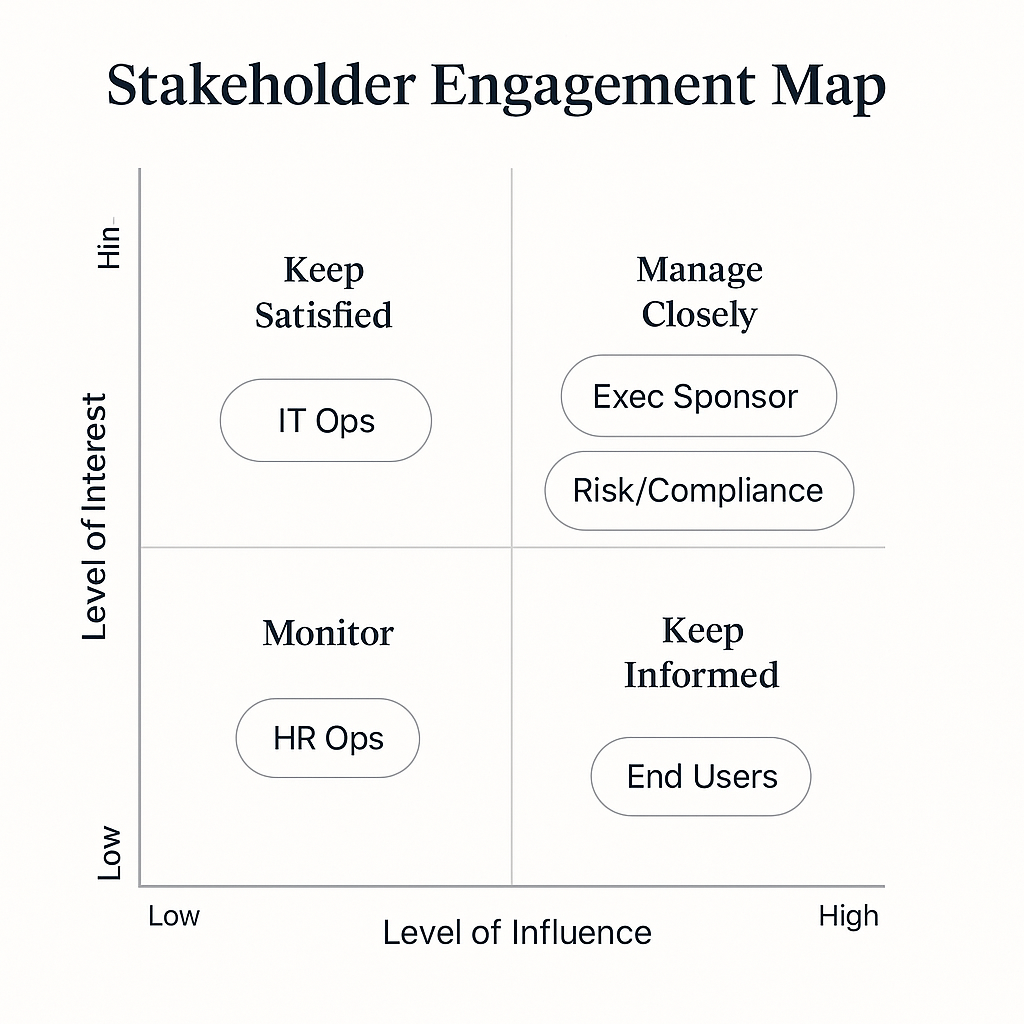 Stakeholder Engagement Map
Hin
Keep
Satisfied
IT Ops
Manage
Closely
Exec Sponsor
Risk/Compliance
Level of Interest
Monitor
HR Ops
Keep
Informed
End Users
Low
Low
Level of Influence
High